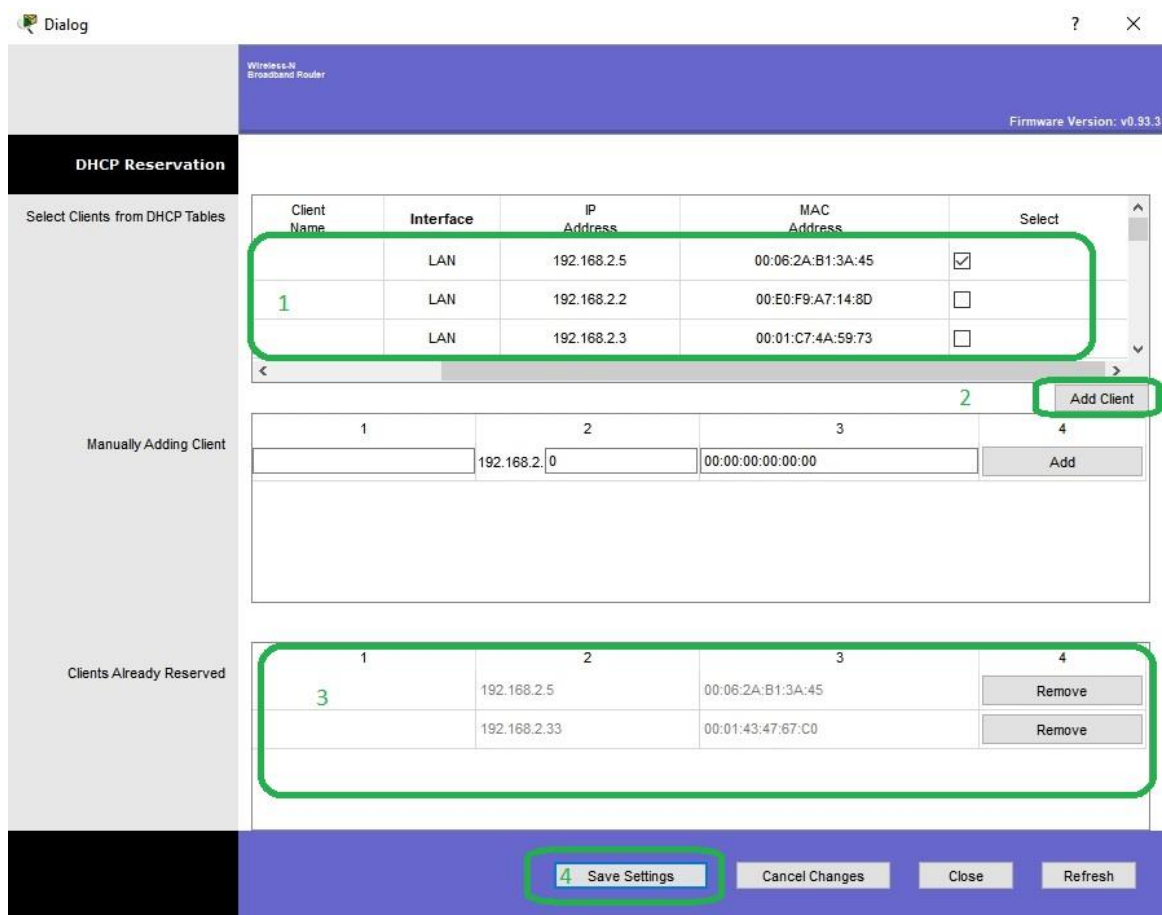 Dialog
Wireless-N
Broadband Router
Firmware Version: v0.93.3
DHCP Reservation
Select Clients from DHCP Tables
Client Name Interface IP Address MAC Address Select
LAN 192.168.2.5 00:06:2A:B1:3A:45
1 LAN 192.168.2.2 00:E0:F9:A7:14:8D
LAN 192.168.2.3 00:01:C7:4A:59:73
2 Add Client
Manually Adding Client
1 2 3 4
192.168.2. 0 00:00:00:00:00:00 Add
Clients Already Reserved
1 2 3 4
3 192.168.2.5 00:06:2A:B1:3A:45 Remove
192.168.2.33 00:01:43:47:67:C0 Remove
4 Save Settings Cancel Changes Close Refresh